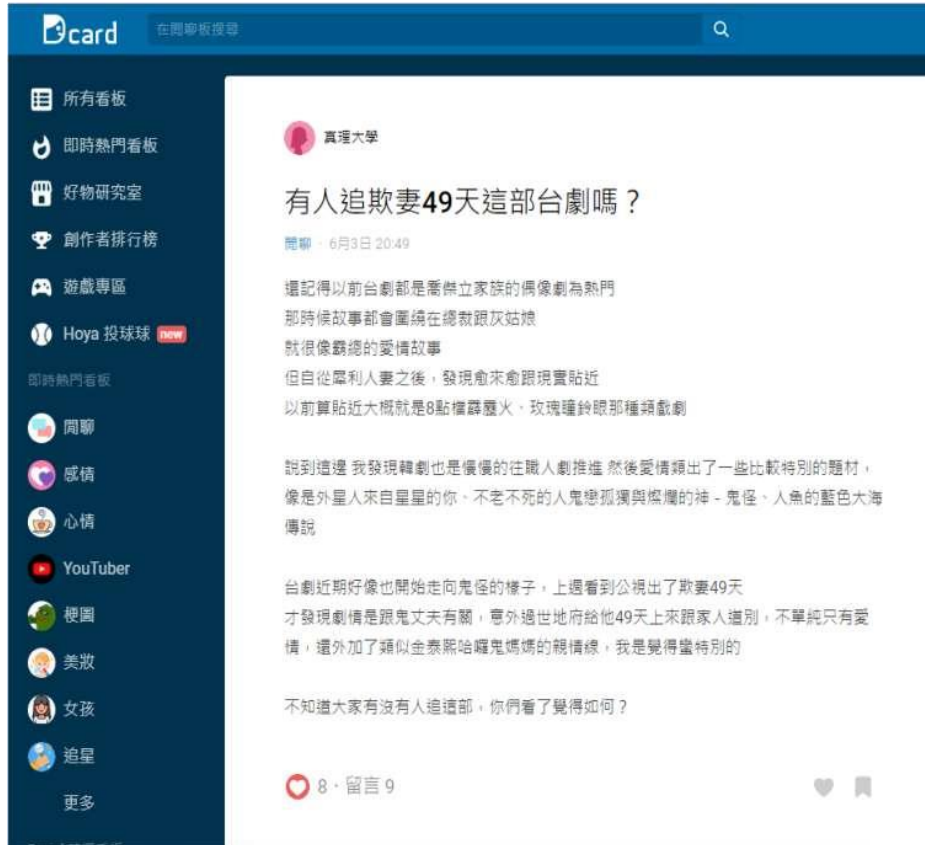 Dcard
在閒聊板搜尋
所有看板
即時熱門看板
好物研究室
創作者排行榜
遊戲專區
Hoya 投球球 new
即時熱門看板
閒聊
感情
心情
YouTuber
梗圖
美妝
女孩
追星
更多
真理大學
有人追欺妻49天這部台劇嗎？
閒聊 · 6月3日 20:49
還記得以前台劇都是喬傑立家族的偶像劇為熱門
那時候故事都會圍繞在總裁跟灰姑娘
就很像霸總的愛情故事
但自從犀利人妻之後，發現愈來愈跟現實貼近
以前算貼近大概就是8點檔霹靂火、玫瑰瞳鈴眼那種類戲劇
說到這邊 我發現韓劇也是慢慢的往職人劇推進 然後愛情類出了一些比較特別的題材，
像是外星人來自星星的你、不老不死的人鬼戀孤獨與燦爛的神 - 鬼怪、人魚的藍色大海
傳說
台劇近期好像也開始走向鬼怪的樣子，上週看到公視出了欺妻49天
才發現劇情是跟鬼丈夫有關，意外過世地府給他49天上來跟家人道別，不單純只有愛
情，還外加了類似金泰熙哈囉鬼媽媽的親情線，我是覺得蠻特別的
不知道大家有沒有人追這部，你們看了覺得如何？
8 · 留言 9